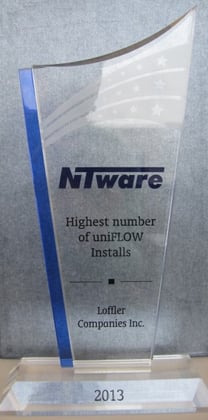 NTware
Highest number
of uniFLOW
Installs
Loffler
Companies Inc.
2013